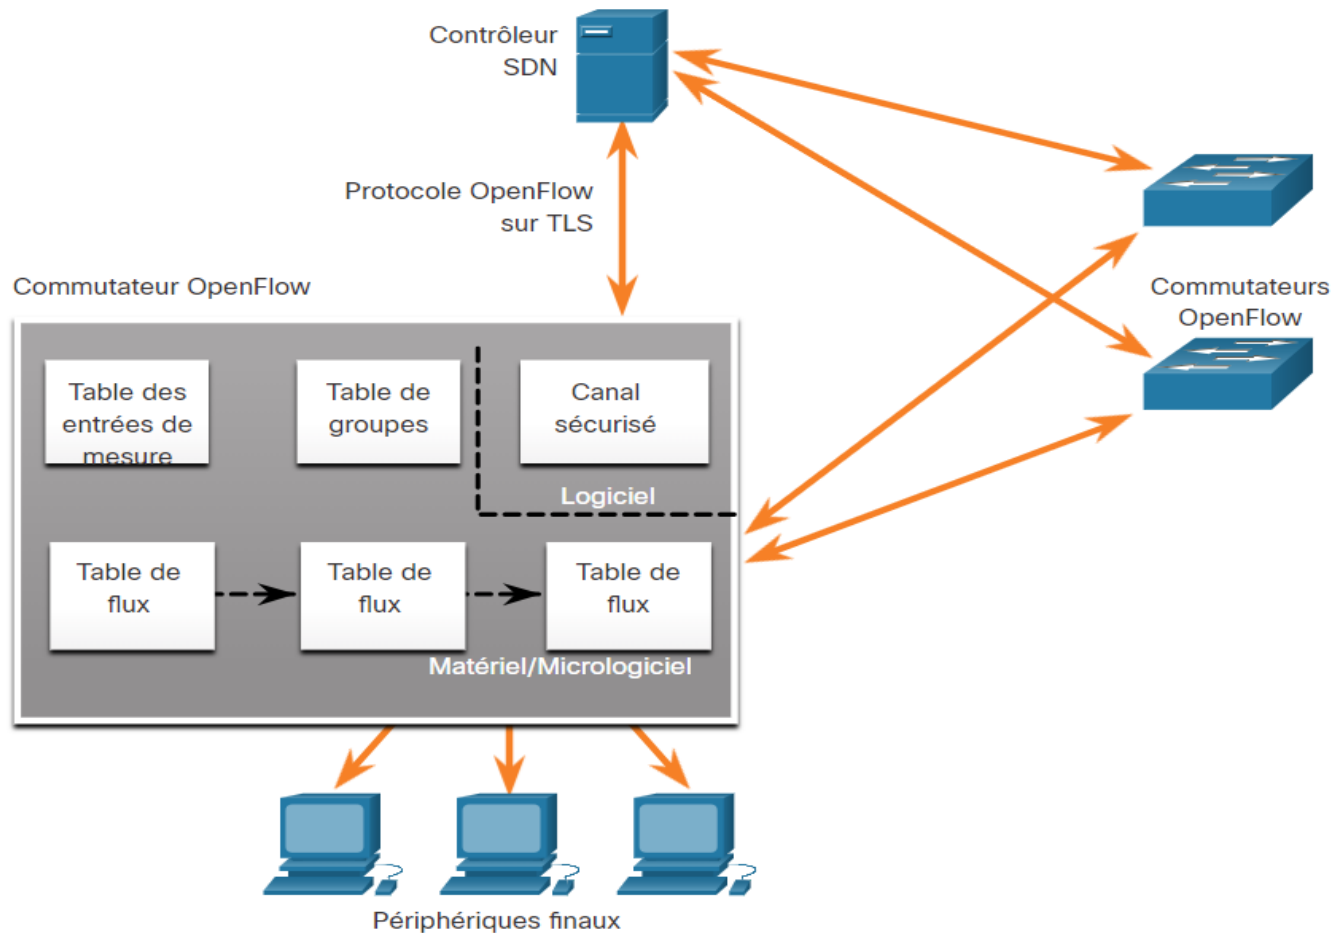 Contrôleur
SDN
Protocole OpenFlow
sur TLS
Commutateur OpenFlow
Commutateurs
OpenFlow
Table des
entrées de
mesure
Table de
groupes
Canal
sécurisé
Logiciel
Table de
flux
Table de
flux
Table de
flux
Matériel/Micrologiciel
Périphériques finaux